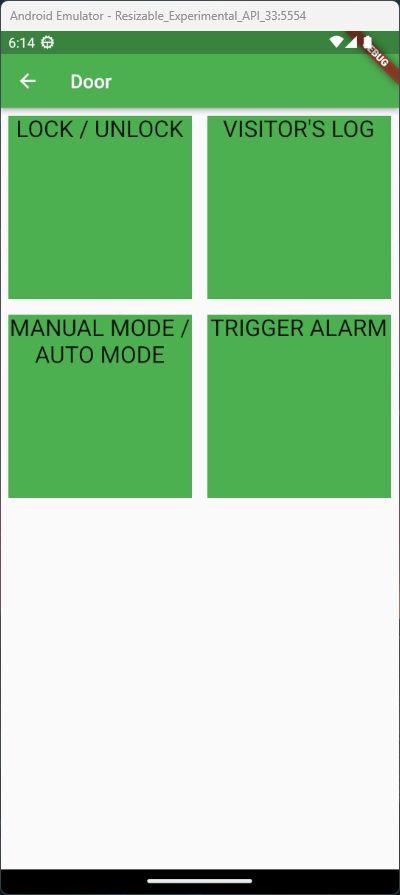 Android Emulator - Resizable_Experimental_API_33:5554
6:14
DEBUG
Door
LOCK / UNLOCK
VISITOR'S LOG
MANUAL MODE /
AUTO MODE
TRIGGER ALARM